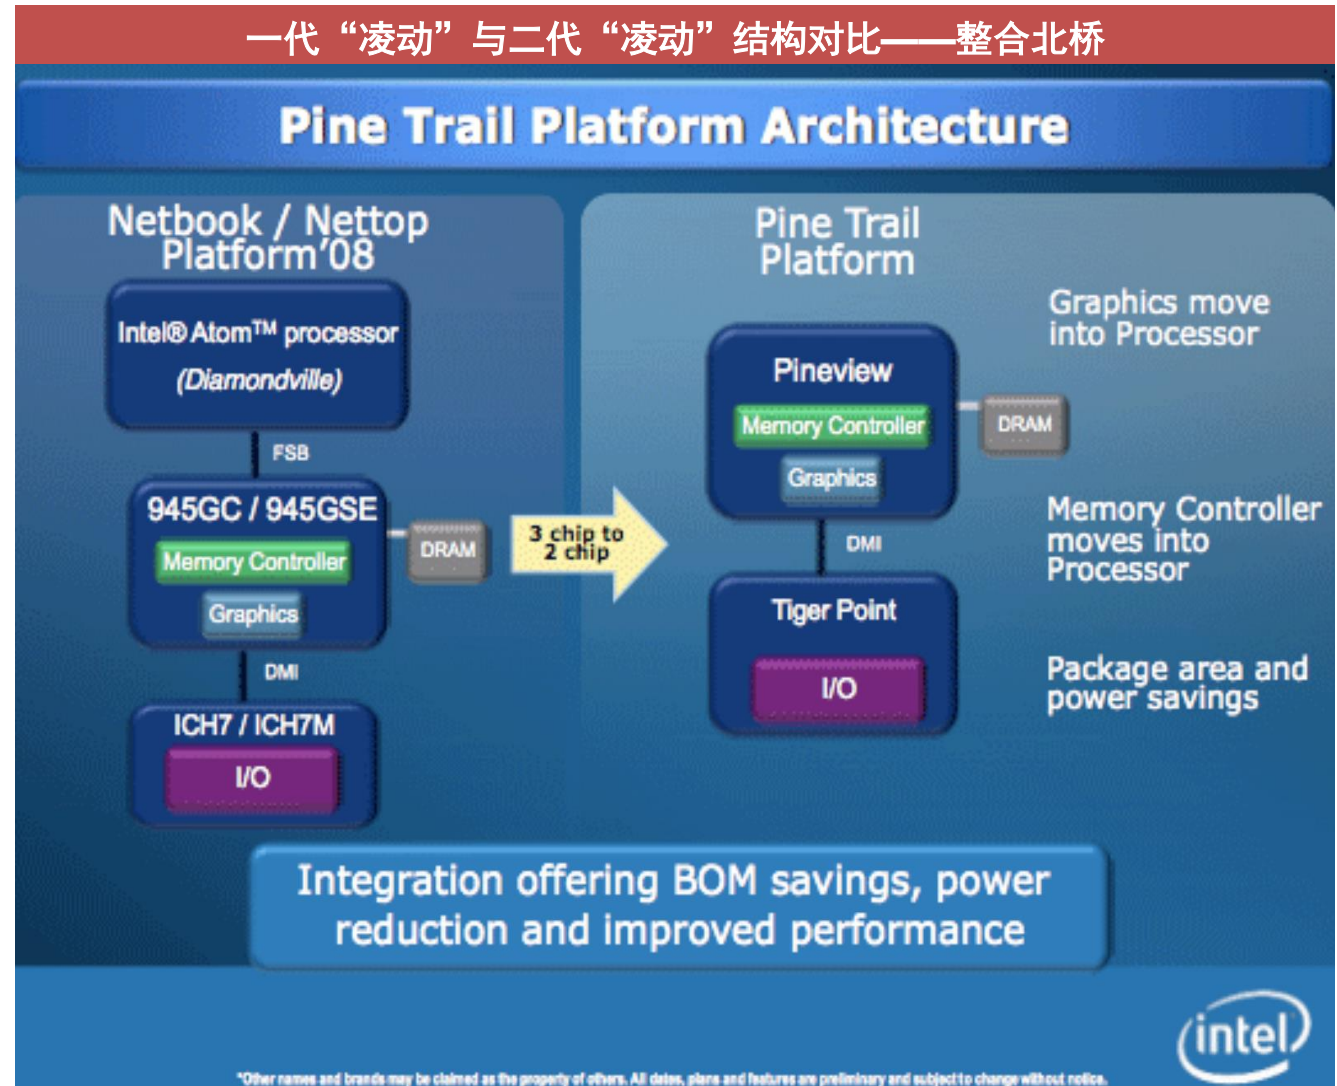 一代“凌动”与二代“凌动”结构对比——整合北桥
Pine Trail Platform Architecture
Netbook / Nettop
Platform’08
Intel® Atom™ processor
(Diamondville)
FSB
945GC / 945GSE
Memory Controller
Graphics
DRAM
DMI
ICH7 / ICH7M
I/O
3 chip to
2 chip
Pine Trail
Platform
Pineview
Memory Controller
Graphics
DRAM
DMI
Tiger Point
I/O
Graphics move
into Processor
Memory Controller
moves into
Processor
Package area and
power savings
Integration offering BOM savings, power
reduction and improved performance
intel
*Other names and brands may be claimed as the property of others. All dates, plans and features are preliminary and subject to change without notice.